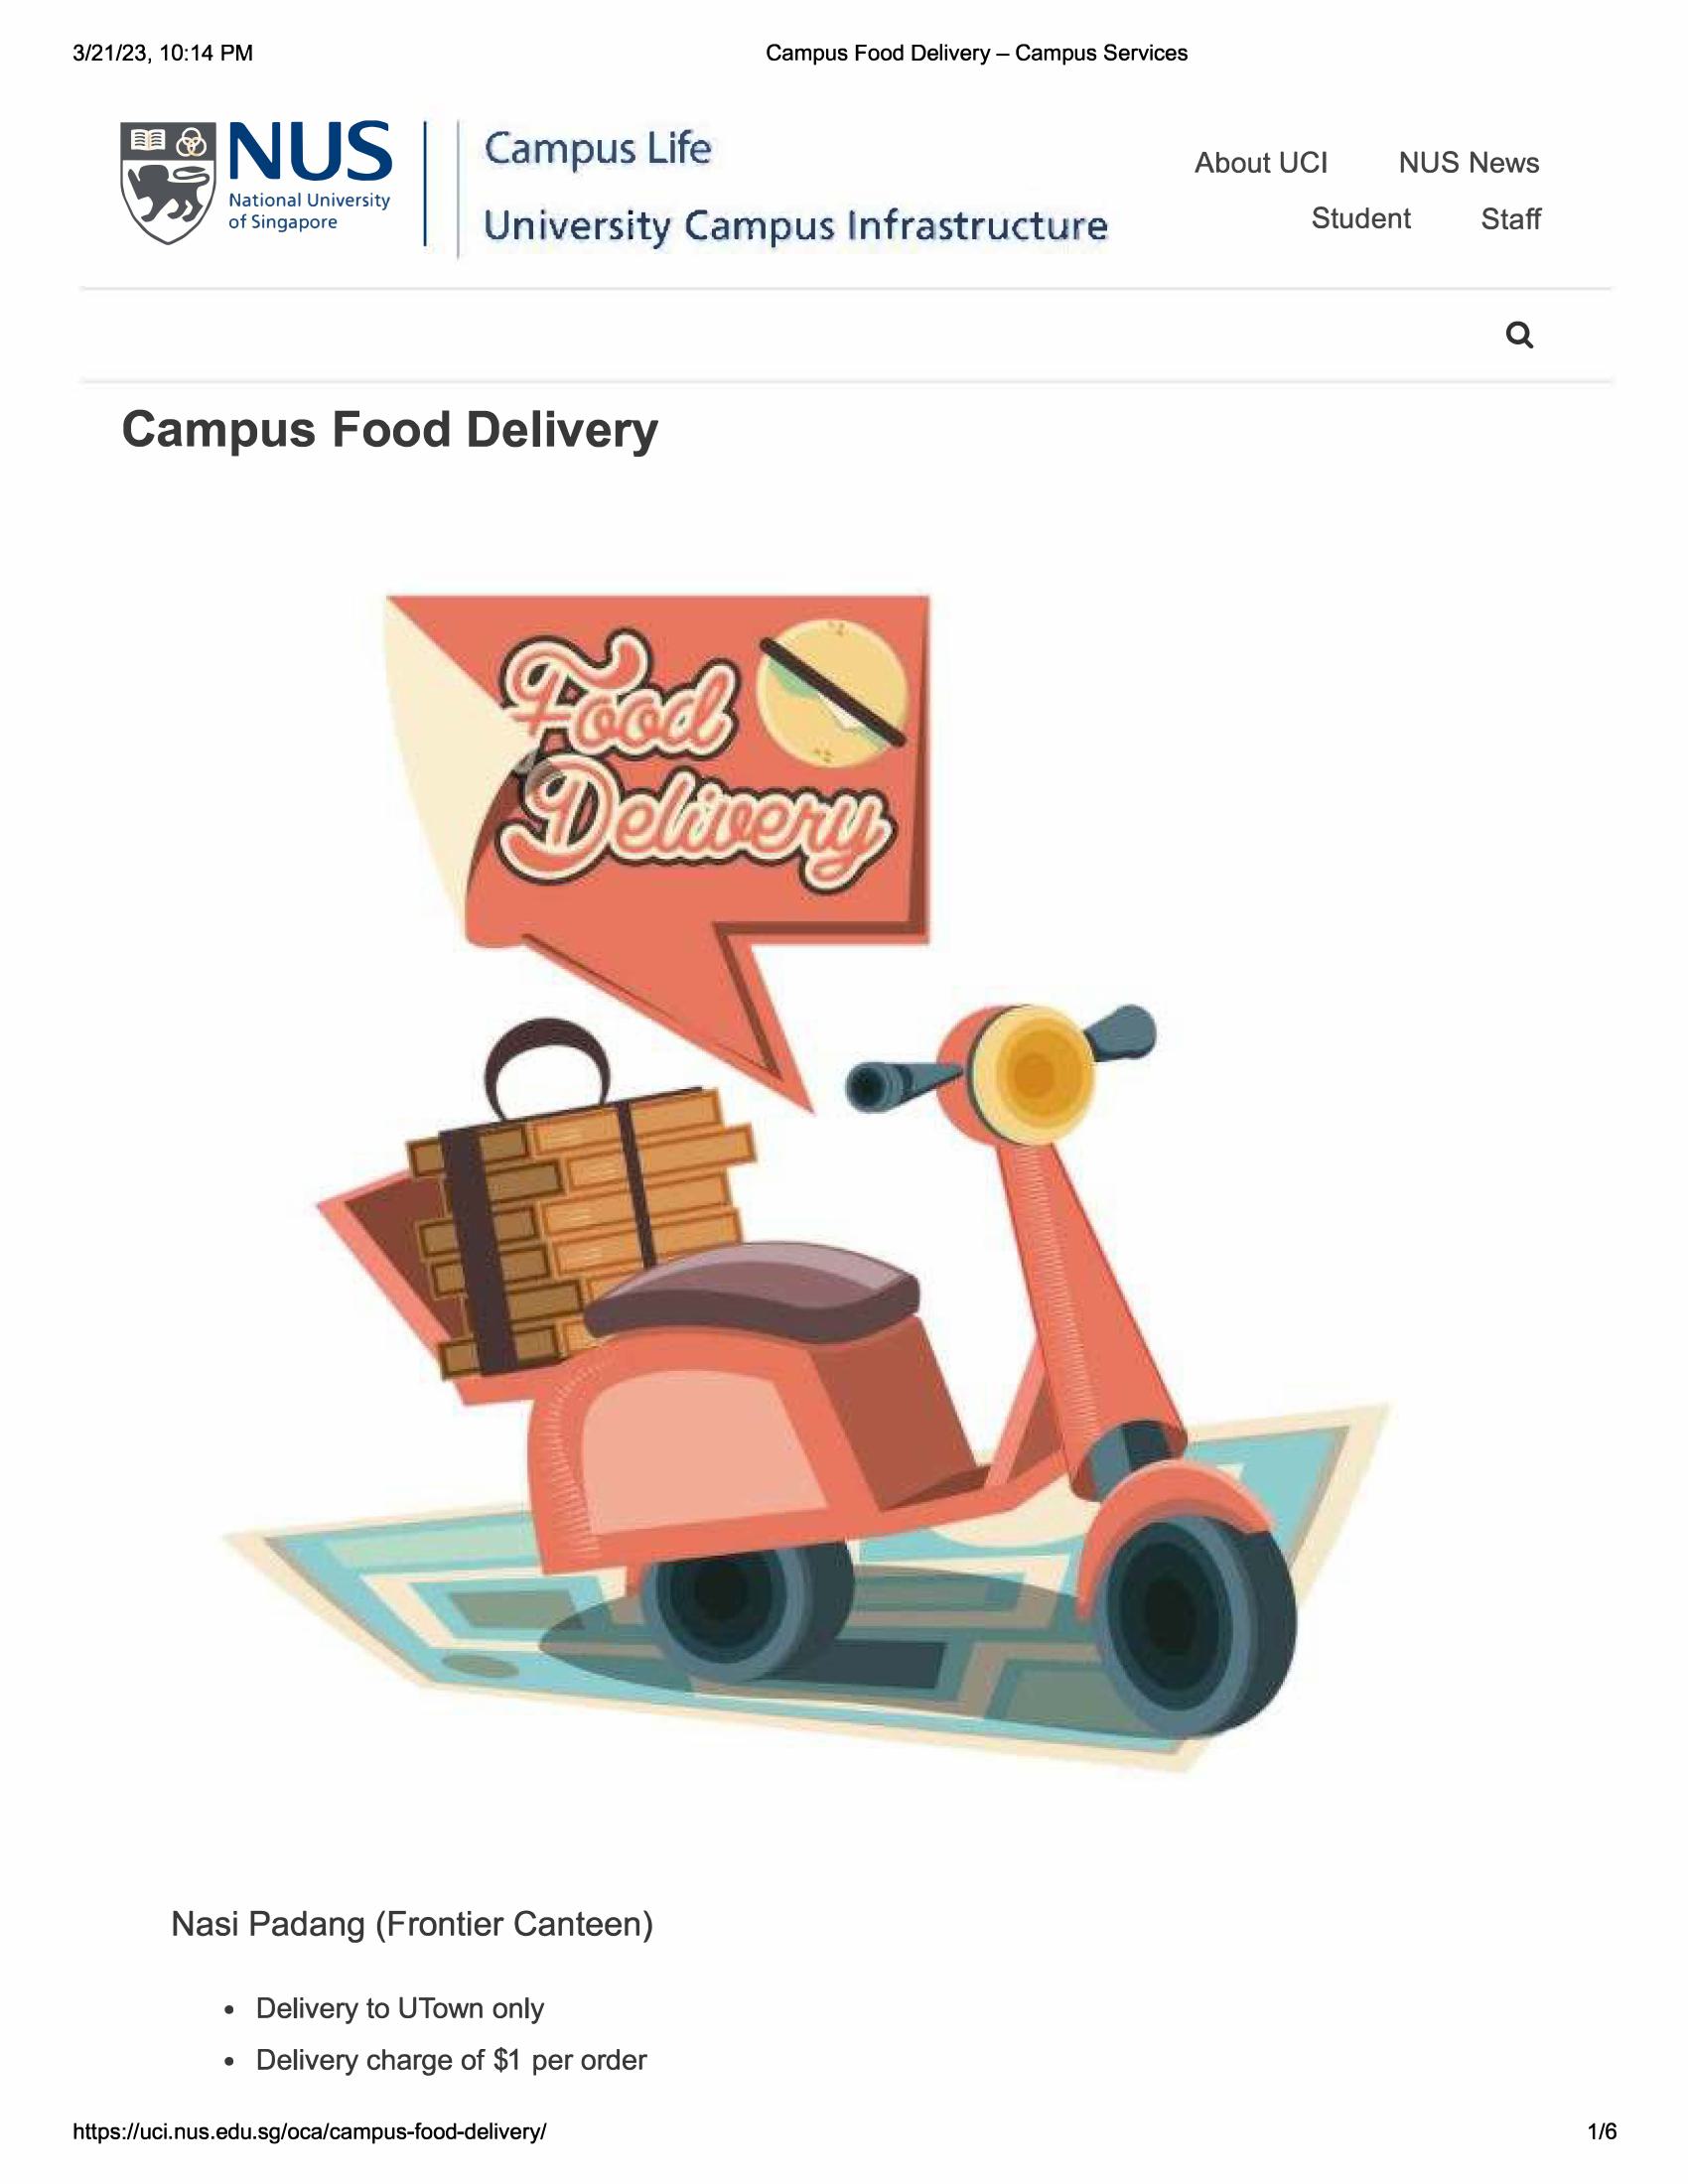 3/21/23, 10:14 PM
Campus Food Delivery – Campus Services
NUS
National University
of Singapore
Campus Life
University Campus Infrastructure
About UCI
NUS News
Student
Staff
Campus Food Delivery
Food
Delivery
Nasi Padang (Frontier Canteen)
• Delivery to UTown only
• Delivery charge of $1 per order
https://uci.nus.edu.sg/oca/campus-food-delivery/
1/6